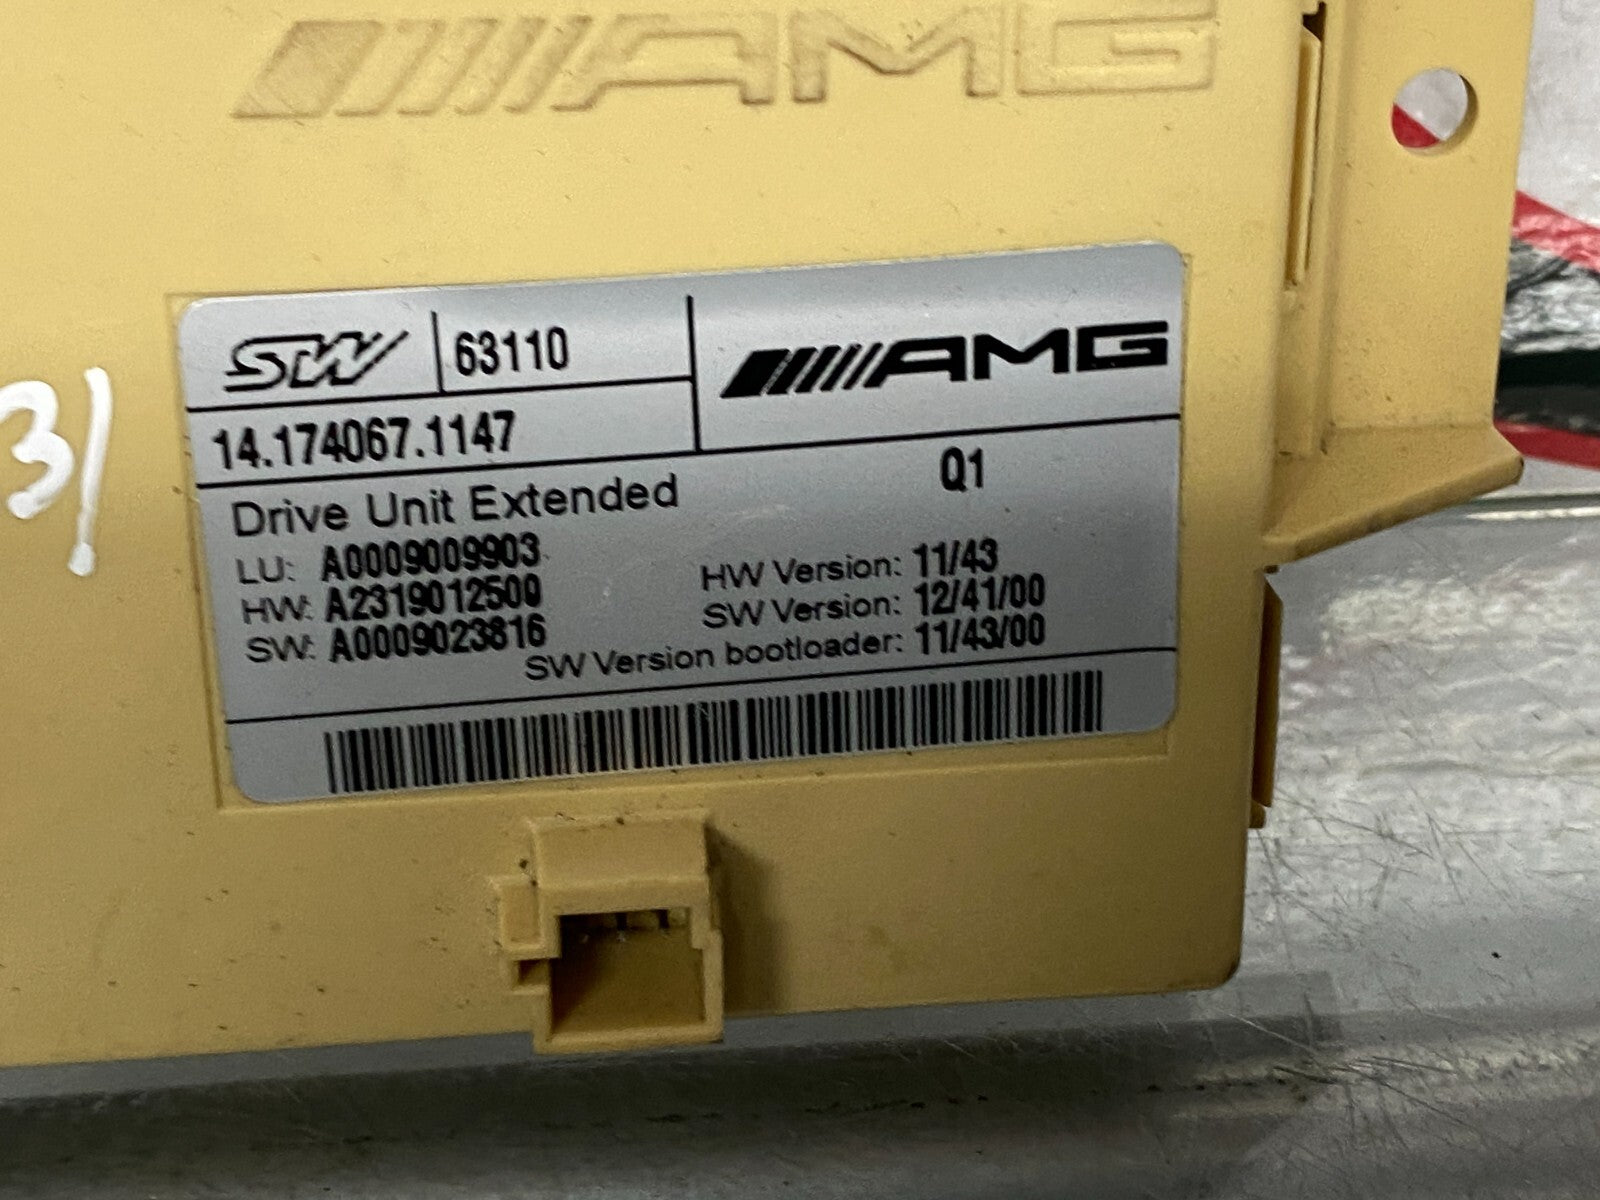 AMG
SW 63110
AMG
14.174067.1147
Drive Unit Extended
Q1
LU: A0009009903
HW: A2319012500
SW: A0009023816
HW Version: 11/43
SW Version: 12/41/00
SW Version bootloader: 11/43/00
31